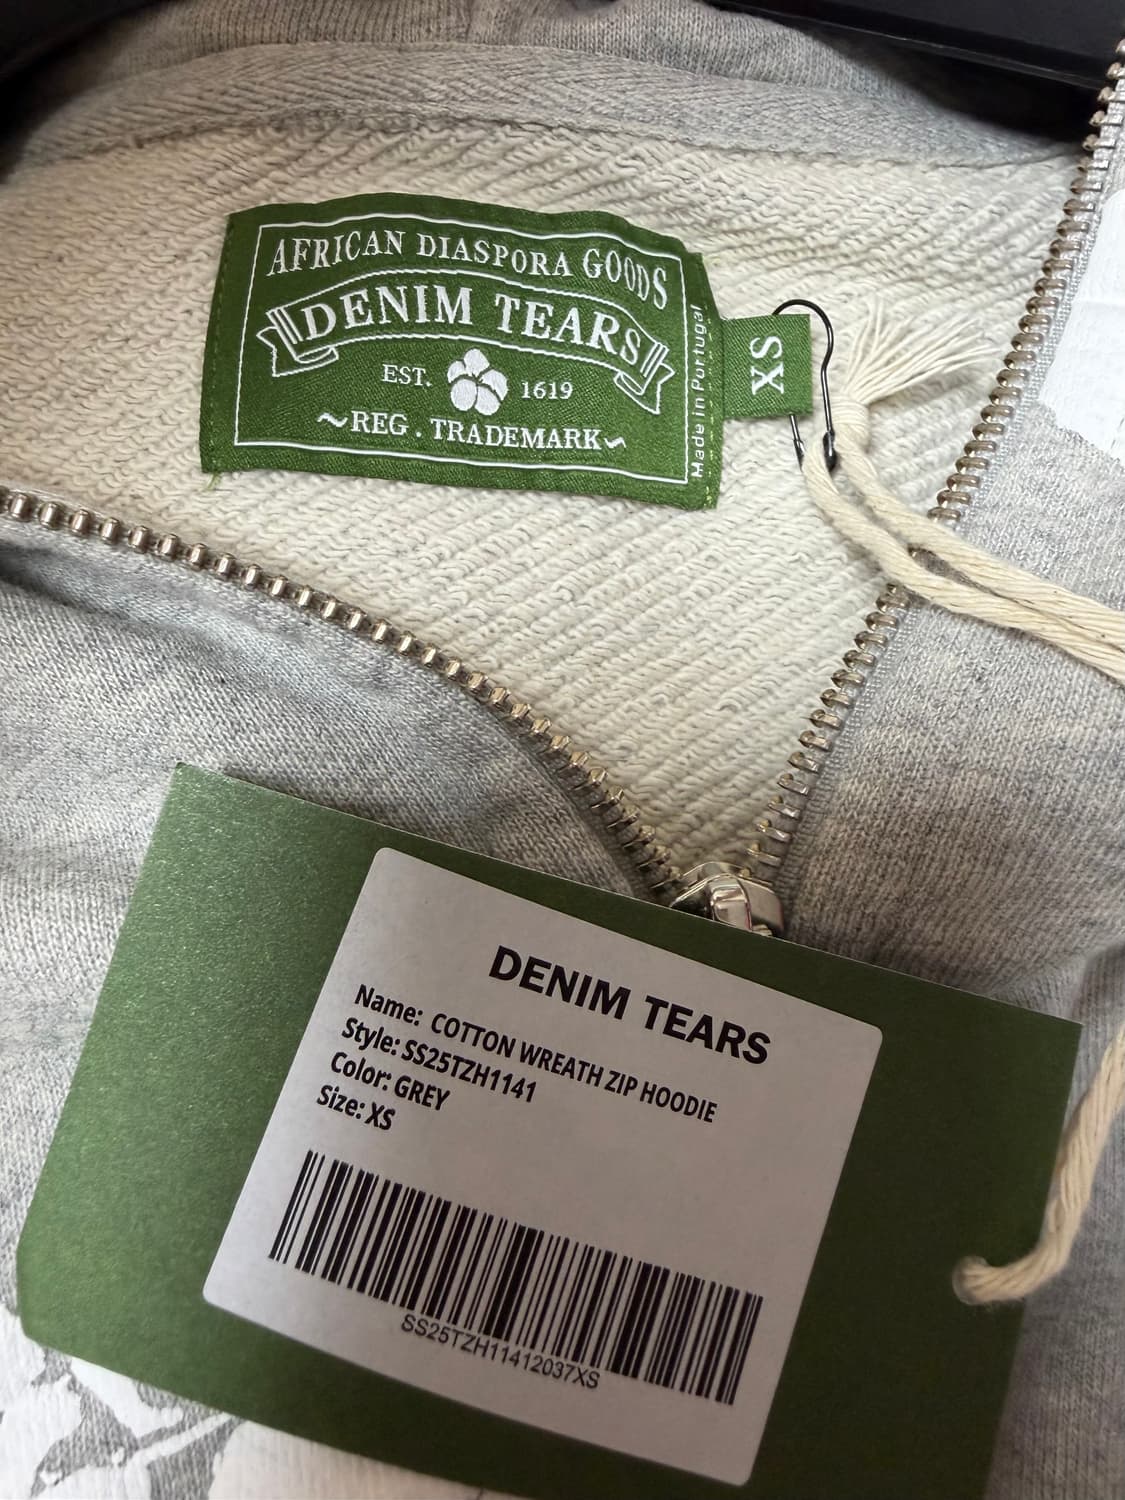 AFRICAN DIASPORA GOODS
DENIM TEARS
EST. 1619
~REG. TRADEMARK~
Made in Portugal
XS
DENIM TEARS
Name: COTTON WREATH ZIP HOODIE
Style: SS25TZH1141
Color: GREY
Size: XS
SS25TZH11412037XS